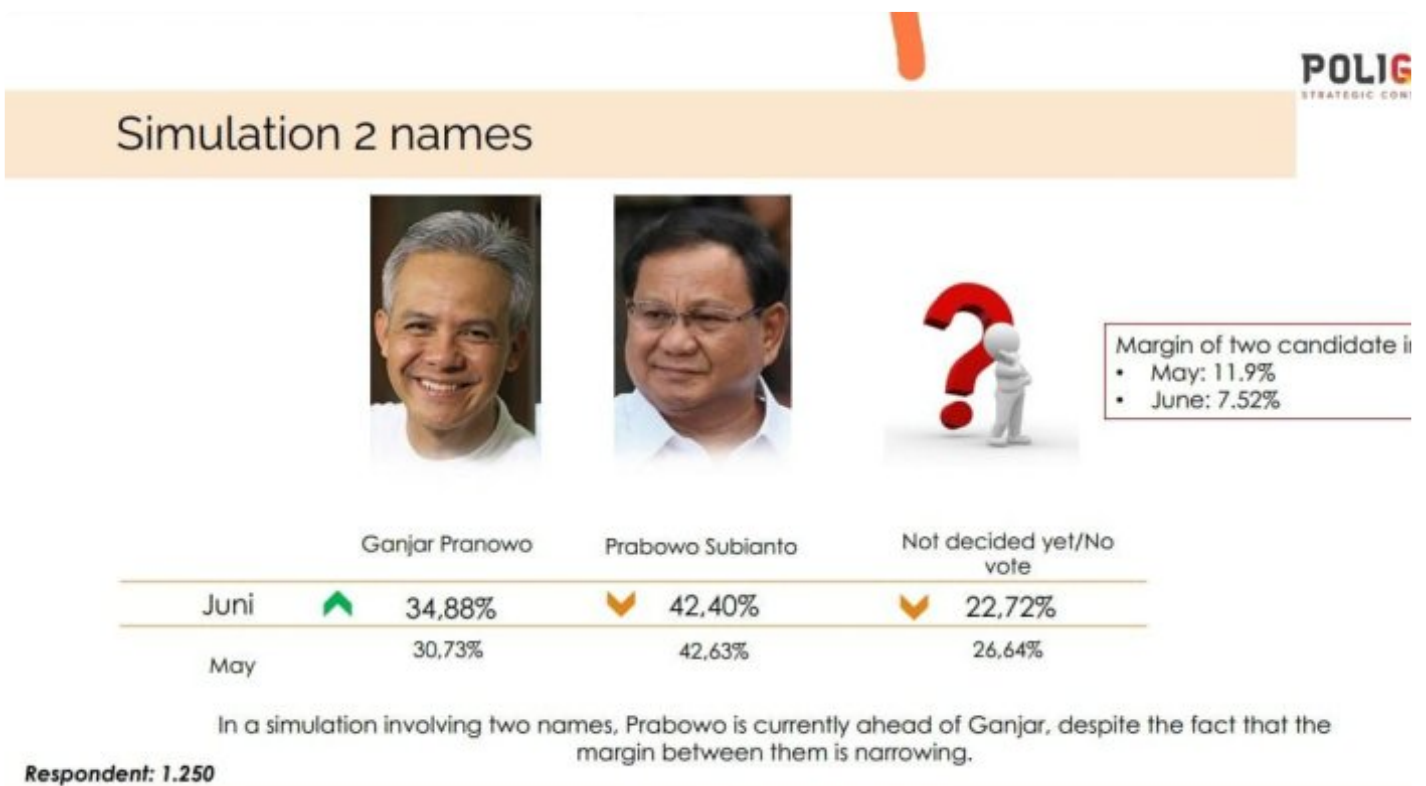 POLIG
STRATEGIC CONS
Simulation 2 names
Margin of two candidate in
• May: 11.9%
• June: 7.52%
Ganjar Pranowo
Prabowo Subianto
Not decided yet/No
vote
Juni 34,88% 42,40% 22,72%
May 30,73% 42,63% 26,64%
In a simulation involving two names, Prabowo is currently ahead of Ganjar, despite the fact that the
margin between them is narrowing.
Respondent: 1.250